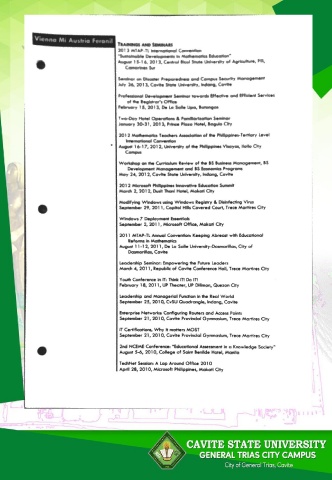 Vienna Mi Austria Feranil
TRAININGS AND SEMINARS
2013 MTAP-TL International Convention
"Sustainable Developments in Mathematics Education"
August 15-16, 2013, Central Bicol State University of Agriculture, Pili,
Camarines Sur
Seminar on Disaster Preparedness and Campus Security Management
July 26, 2013, Cavite State University, Indang, Cavite
Professional Development Seminar towards Effective and Efficient Services
of the Registrar's Office
February 15, 2013, De La Salle Lipa, Batangas
Two-Day Hotel Operations & Familiarization Seminar
January 30-31, 2013, Prince Plaza Hotel, Baguio City
2012 Mathematics Teachers Association of the Philippines-Tertiary Level
International Convention
August 16-17, 2012, University of the Philippines Visayas, Iloilo City
Campus
Workshop on the Curriculum Review of the BS Business Management, BS
Development Management and BS Economics Programs
May 24, 2012, Cavite State University, Indang, Cavite
2012 Microsoft Philippines Innovative Education Summit
March 2, 2012, Dusit Thani Hotel, Makati City
Modifying Windows using Windows Registry & Disinfecting Virus
September 29, 2011, Capitol Hills Covered Court, Trece Martires City
Windows 7 Deployment Essentials
September 2, 2011, Microsoft Office, Makati City
2011 MTAP-TL Annual Convention: Keeping Abreast with Educational
Reforms in Mathematics
August 11-12, 2011, De La Salle University-Dasmariñas, City of
Dasmariñas, Cavite
Leadership Seminar: Empowering the Future Leaders
March 4, 2011, Republic of Cavite Conference Hall, Trece Martires City
Youth Conference in IT: Think IT! Do IT!
February 18, 2011, UP Theater, UP Diliman, Quezon City
Leadership and Managerial Function in the Real World
September 25, 2010, CvSU Quadrangle, Indang, Cavite
Enterprise Networks Configuring Routers and Access Points
September 21, 2010, Cavite Provincial Gymnasium, Trece Martires City
IT Certifications, Why it matters MOST
September 21, 2010, Cavite Provincial Gymnasium, Trece Martires City
2nd NCEME Conference: "Educational Assessment in a Knowledge Society"
August 5-6, 2010, College of Saint Benilde Hotel, Manila
TechNet Session: A Lap Around Office 2010
April 28, 2010, Microsoft Philippines, Makati City
CAVITE STATE UNIVERSITY
GENERAL TRIAS CITY CAMPUS
City of General Trias, Cavite